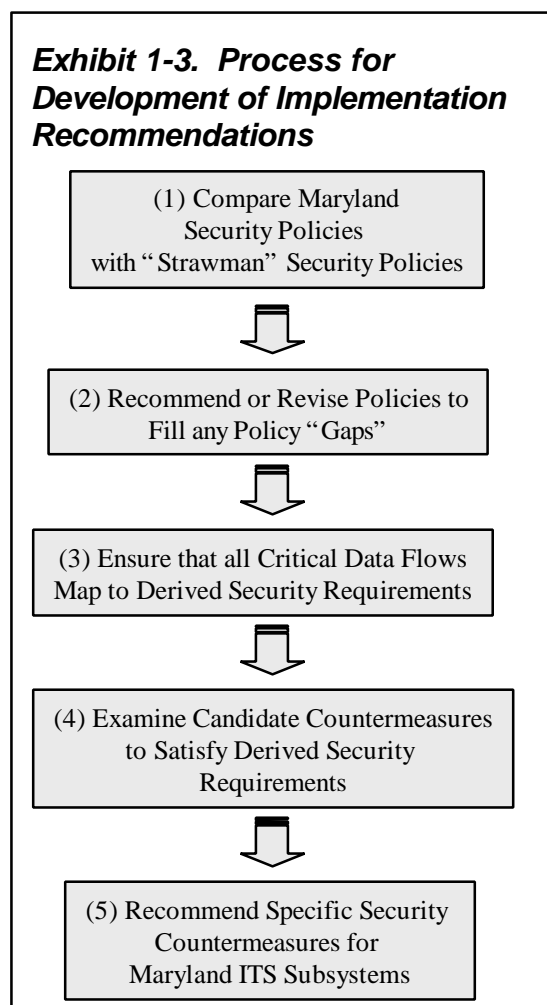 Exhibit 1-3. Process for
Development of Implementation
Recommendations
(1) Compare Maryland
Security Policies
with “Strawman” Security Policies
(2) Recommend or Revise Policies to
Fill any Policy “Gaps”
(3) Ensure that all Critical Data Flows
Map to Derived Security Requirements
(4) Examine Candidate Countermeasures
to Satisfy Derived Security
Requirements
(5) Recommend Specific Security
Countermeasures for
Maryland ITS Subsystems